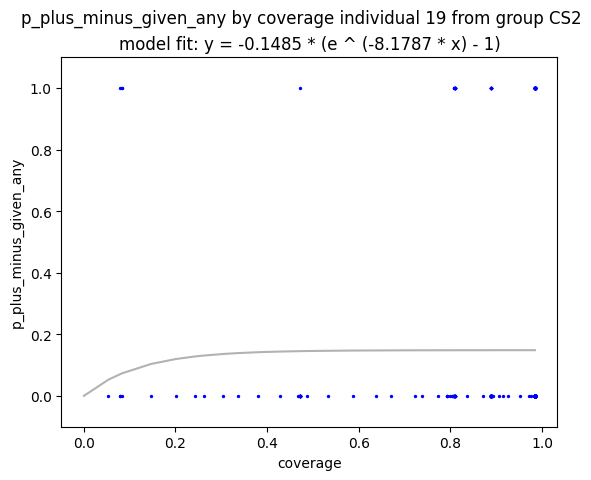 p_plus_minus_given_any by coverage individual 19 from group CS2
model fit: y = -0.1485 * (e ^ (-8.1787 * x) - 1)
1.0
0.8
0.6
0.4
0.2
0.0
p_plus_minus_given_any
0.0 0.2 0.4 0.6 0.8 1.0
coverage